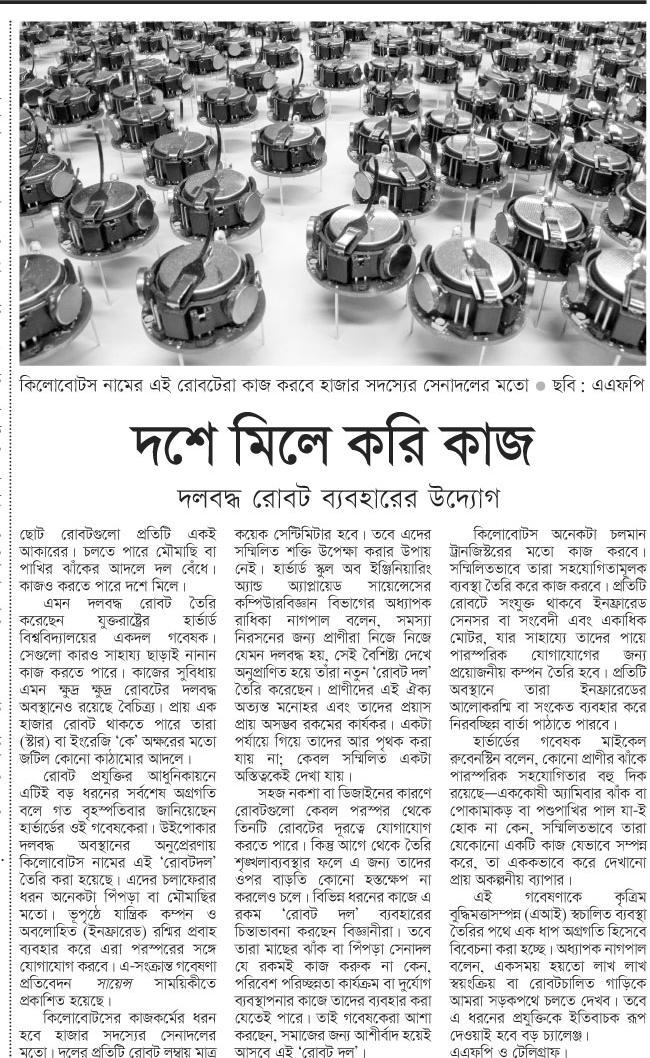 কিলোবোটস নামের এই রোবটেরা কাজ করবে হাজার সদস্যের সেনাদলের মতো ● ছবি : এএফপি
দশে মিলে করি কাজ
দলবদ্ধ রোবট ব্যবহারের উদ্যোগ
ছোট রোবটগুলো প্রতিটি একই
আকারের। চলতে পারে মৌমাছি বা
পাখির ঝাঁকের আদলে দল বেঁধে।
কাজও করতে পারে দশে মিলে।
এমন দলবদ্ধ রোবট তৈরি
করেছেন যুক্তরাষ্ট্রের হার্ভার্ড
বিশ্ববিদ্যালয়ের একদল গবেষক।
সেগুলো কারও সাহায্য ছাড়াই নানান
কাজ করতে পারে। কাজের সুবিধায়
এমন ক্ষুদ্র ক্ষুদ্র রোবটের দলবদ্ধ
অবস্থানেও রয়েছে বৈচিত্র্য। প্রায় এক
হাজার রোবট থাকতে পারে তারা
(স্টার) বা ইংরেজি ‘কে’ অক্ষরের মতো
জটিল কোনো কাঠামোর আদলে।
রোবট প্রযুক্তির আধুনিকায়নে
এটিই বড় ধরনের সর্বশেষ অগ্রগতি
বলে গত বৃহস্পতিবার জানিয়েছেন
হার্ভার্ডের ওই গবেষকেরা। উইপোকার
দলবদ্ধ অবস্থানের অনুপ্রেরণায়
কিলোবোটস নামের এই ‘রোবটদল’
তৈরি করা হয়েছে। এদের চলাফেরার
ধরন অনেকটা পিঁপড়া বা মৌমাছির
মতো। ভূপৃষ্ঠে যান্ত্রিক কম্পন ও
অবলোহিত (ইনফ্রারেড) রশ্মির প্রবাহ
ব্যবহার করে এরা পরস্পরের সঙ্গে
যোগাযোগ করবে। এ-সংক্রান্ত গবেষণা
প্রতিবেদন সায়েন্স সাময়িকীতে
প্রকাশিত হয়েছে।
কিলোবোটসের কাজকর্মের ধরন
হবে হাজার সদস্যের সেনাদলের
মতো। দলের প্রতিটি রোবট লম্বায় মাত্র
কয়েক সেন্টিমিটার হবে। তবে এদের
সম্মিলিত শক্তি উপেক্ষা করার উপায়
নেই। হার্ভার্ড স্কুল অব ইঞ্জিনিয়ারিং
অ্যান্ড অ্যাপ্লায়েড সায়েন্সেসের
কম্পিউারবিজ্ঞান বিভাগের অধ্যাপক
রাধিকা নাগপাল বলেন, সমস্যা
নিরসনের জন্য প্রাণীরা নিজে নিজে
যেমন দলবদ্ধ হয়, সেই বৈশিষ্ট্য দেখে
অনুপ্রাণিত হয়ে তাঁরা নতুন ‘রোবট দল’
তৈরি করেছেন। প্রাণীদের এই ঐক্য
অত্যন্ত মনোহর এবং তাদের প্রয়াস
প্রায় অসম্ভব রকমের কার্যকর। একটা
পর্যায়ে গিয়ে তাদের আর পৃথক করা
যায় না; কেবল সম্মিলিত একটা
অস্তিত্বকেই দেখা যায়।
সহজ নকশা বা ডিজাইনের কারণে
রোবটগুলো কেবল পরস্পর থেকে
তিনটি রোবটের দূরত্বে যোগাযোগ
করতে পারে। কিন্তু আগে থেকে তৈরি
শৃঙ্খলাব্যবস্থার ফলে এ জন্য তাদের
ওপর বাড়তি কোনো হস্তক্ষেপ না
করলেও চলে। বিভিন্ন ধরনের কাজে এ
রকম ‘রোবট দল’ ব্যবহারের
চিন্তাভাবনা করছেন বিজ্ঞানীরা। তবে
তারা মাছের ঝাঁক বা পিঁপড়া সেনাদল
যে রকমই কাজ করুক না কেন,
পরিবেশ পরিচ্ছন্নতা কার্যক্রম বা দুর্যোগ
ব্যবস্থাপনার কাজে তাদের ব্যবহার করা
যেতেই পারে। তাই গবেষকেরা আশা
করছেন, সমাজের জন্য আশীর্বাদ হয়েই
আসবে এই ‘রোবট দল’।
কিলোবোটস অনেকটা চলমান
ট্রানজিস্টরের মতো কাজ করবে।
সম্মিলিতভাবে তারা সহযোগিতামূলক
ব্যবস্থা তৈরি করে কাজ করবে। প্রতিটি
রোবটে সংযুক্ত থাকবে ইনফ্রারেড
সেনসর বা সংবেদী এবং একাধিক
মোটর, যার সাহায্যে তাদের পায়ে
পারস্পরিক যোগাযোগের জন্য
প্রয়োজনীয় কম্পন তৈরি হবে। প্রতিটি
অবস্থানে তারা ইনফ্রারেডের
আলোকরশ্মি বা সংকেত ব্যবহার করে
নিরবচ্ছিন্ন বার্তা পাঠাতে পারবে।
হার্ভার্ডের গবেষক মাইকেল
রুবেনস্টিন বলেন, কোনো প্রাণীর ঝাঁকে
পারস্পরিক সহযোগিতার বহু দিক
রয়েছে—এককোষী অ্যামিবার ঝাঁক বা
পোকামাকড় বা পশুপাখির পাল যা-ই
হোক না কেন, সম্মিলিতভাবে তারা
যেকোনো একটি কাজ যেভাবে সম্পন্ন
করে, তা এককভাবে করে দেখানো
প্রায় অকল্পনীয় ব্যাপার।
এই গবেষণাকে কৃত্রিম
বুদ্ধিমত্তাসম্পন্ন (এআই) স্বচালিত ব্যবস্থা
তৈরির পথে এক ধাপ অগ্রগতি হিসেবে
বিবেচনা করা হচ্ছে। অধ্যাপক নাগপাল
বলেন, একসময় হয়তো লাখ লাখ
স্বয়ংক্রিয় বা রোবটচালিত গাড়িকে
আমরা সড়কপথে চলতে দেখব। তবে
এ ধরনের প্রযুক্তিকে ইতিবাচক রূপ
দেওয়াই হবে বড় চ্যালেঞ্জ।
এএফপি ও টেলিগ্রাফ।